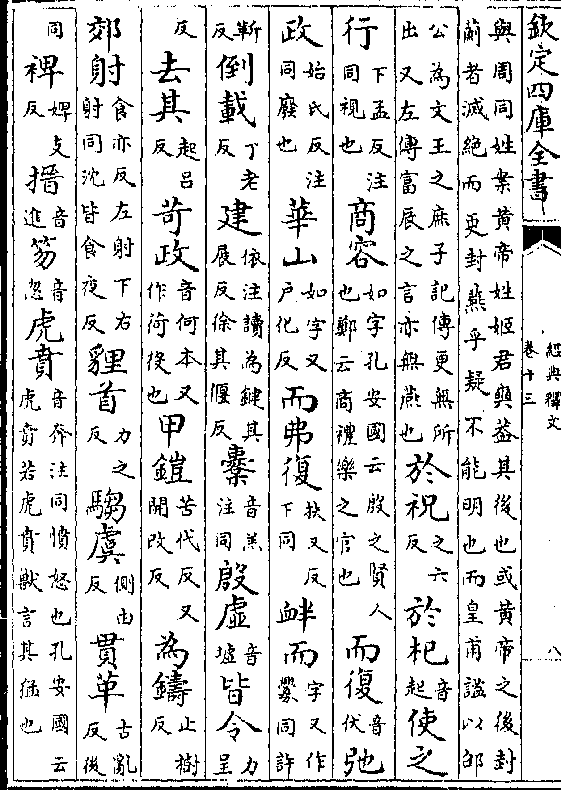 欽定四庫全書
經典釋文
卷十三
八
與周同姓案黄帝姓姬君奭蓋其後也或黄帝之後封
薊者滅絕而更封燕乎疑不能明也而皇甫謐以邵
公為文王之庶子記傳更無所出又左傳富辰之言亦無燕也於祝之六反於杞音起使之
行下孟反注同視也商容如字孔安國云殷之賢人也鄭云商禮樂之官也而復音伏弛
政始氏反注同廢也華山如字又户化反而弗復扶又反下同衅而字又作釁同許
靳反倒載丁老反建依注讀為鍵其展反徐其偃反櫜音羔注同殷虛音墟皆令力呈
反去其起呂反苛政音何本又作荷役也甲鎧苦代反又開改反為鑄止樹反
郊射食亦反左射下右射同沈皆食夜反貍首力之反騶虞側由反貫革古亂反後
同裨婢支反搢音進笏音忽虎賁音奔注同憤怒也孔安國云虎賁若虎賁獸言其猛也